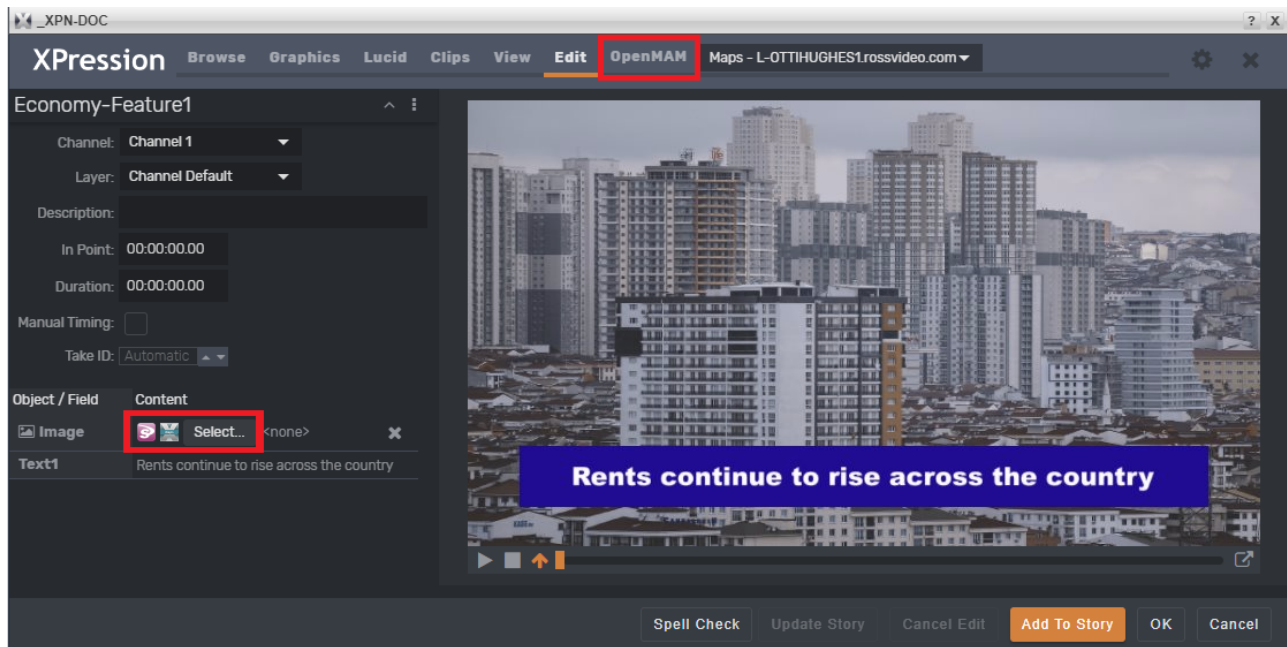 _XPN-DOC ? X
XPression Browse Graphics Lucid Clips View Edit OpenMAM Maps - L-OTTIHUGHES1.rossvideo.com
Economy-Feature1
Channel: Channel 1
Layer: Channel Default
Description:
In Point: 00:00:00.00
Duration: 00:00:00.00
Manual Timing:
Take ID: Automatic
Object / Field Content
Image Select... <none>
Text1 Rents continue to rise across the country
Rents continue to rise across the country
Spell Check Update Story Cancel Edit Add To Story OK Cancel